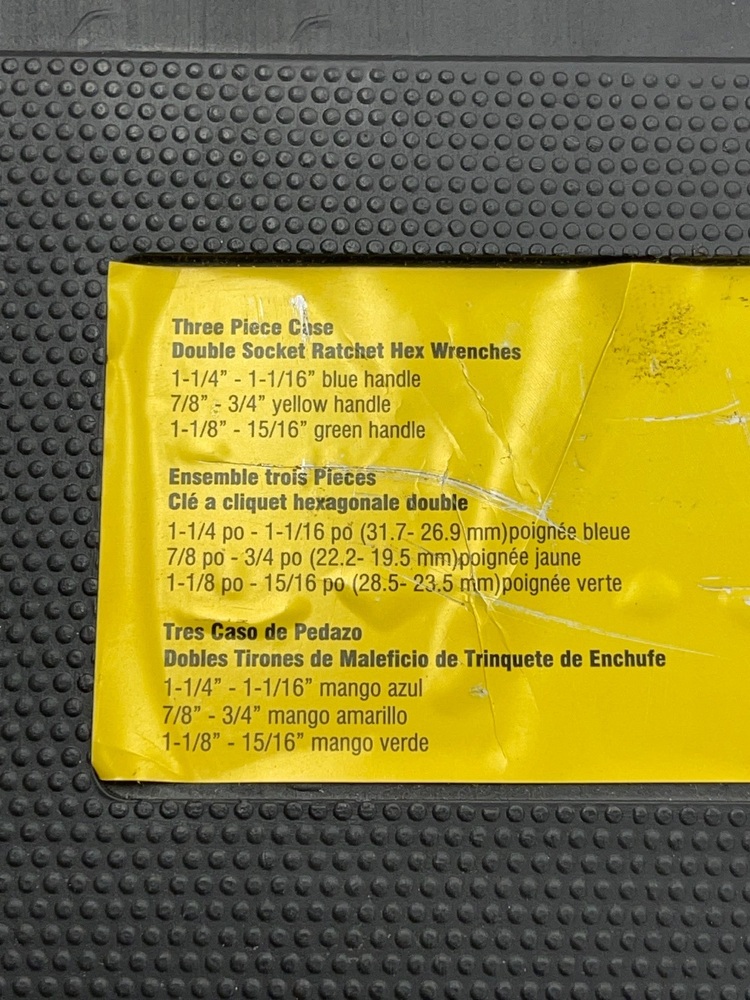 Three Piece Case
Double Socket Ratchet Hex Wrenches
1-1/4” - 1-1/16” blue handle
7/8” - 3/4” yellow handle
1-1/8” - 15/16” green handle
Ensemble trois Pieces
Clé a cliquet hexagonale double
1-1/4 po - 1-1/16 po (31.7- 26.9 mm)poignée bleue
7/8 po - 3/4 po (22.2- 19.5 mm)poignée jaune
1-1/8 po - 15/16 po (28.5- 23.5 mm)poignée verte
Tres Caso de Pedazo
Dobles Tirones de Maleficio de Trinquete de Enchufe
1-1/4” - 1-1/16” mango azul
7/8” - 3/4” mango amarillo
1-1/8” - 15/16” mango verde